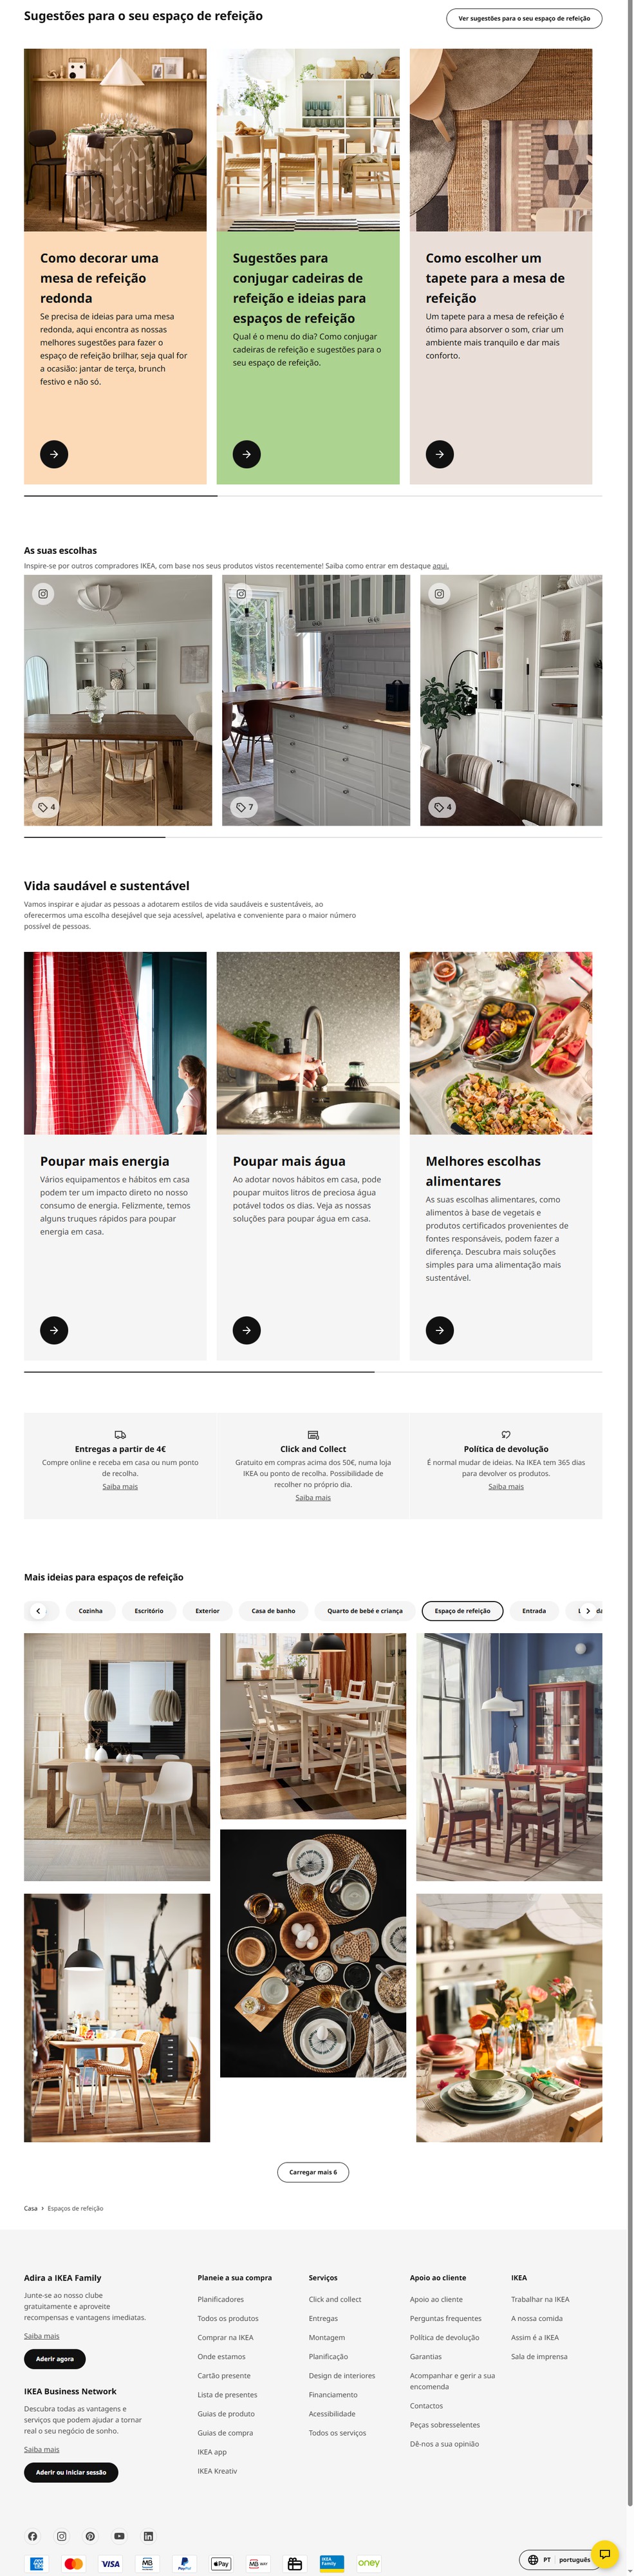 Sugestões para o seu espaço de refeição
Ver sugestões para o seu espaço de refeição
Como decorar uma
mesa de refeição
redonda
Se precisa de ideias para uma mesa
redonda, aqui encontra as nossas
melhores sugestões para fazer o
espaço de refeição brilhar, seja qual for
a ocasião: jantar de terça, brunch
festivo e não só.
Sugestões para
conjugar cadeiras de
refeição e ideias para
espaços de refeição
Qual é o menu do dia? Como conjugar
cadeiras de refeição e sugestões para o
seu espaço de refeição.
Como escolher um
tapete para a mesa de
refeição
Um tapete para a mesa de refeição é
ótimo para absorver o som, criar um
ambiente mais tranquilo e dar mais
conforto.
As suas escolhas
Inspire-se por outros compradores IKEA, com base nos seus produtos vistos recentemente! Saiba como entrar em destaque aqui.
4
7
4
Vida saudável e sustentável
Vamos inspirar e ajudar as pessoas a adotarem estilos de vida saudáveis e sustentáveis, ao
oferecermos uma escolha desejável que seja acessível, apelativa e conveniente para o maior número
possível de pessoas.
Poupar mais energia
Vários equipamentos e hábitos em casa
podem ter um impacto direto no nosso
consumo de energia. Felizmente, temos
alguns truques rápidos para poupar
energia em casa.
Poupar mais água
Ao adotar novos hábitos em casa, pode
poupar muitos litros de preciosa água
potável todos os dias. Veja as nossas
soluções para poupar água em casa.
Melhores escolhas
alimentares
As suas escolhas alimentares, como
alimentos à base de vegetais e
produtos certificados provenientes de
fontes responsáveis, podem fazer a
diferença. Descubra mais soluções
simples para uma alimentação mais
sustentável.
Entregas a partir de 4€
Compre online e receba em casa ou num ponto
de recolha.
Saiba mais
Click and Collect
Gratuito em compras acima dos 50€, numa loja
IKEA ou ponto de recolha. Possibilidade de
recolher no próprio dia.
Saiba mais
Política de devolução
É normal mudar de ideias. Na IKEA tem 365 dias
para devolver os produtos.
Saiba mais
Mais ideias para espaços de refeição
Cozinha
Escritório
Exterior
Casa de banho
Quarto de bebé e criança
Espaço de refeição
Entrada
Carregar mais 6
Casa › Espaços de refeição
Adira a IKEA Family
Junte-se ao nosso clube
gratuitamente e aproveite
recompensas e vantagens imediatas.
Saiba mais
Aderir agora
IKEA Business Network
Descubra todas as vantagens e
serviços que podem ajudar a tornar
real o seu negócio de sonho.
Saiba mais
Aderir ou Iniciar sessão
Planeie a sua compra
Planificadores
Todos os produtos
Comprar na IKEA
Onde estamos
Cartão presente
Lista de presentes
Guias de produto
Guias de compra
IKEA app
IKEA Kreativ
Serviços
Click and collect
Entregas
Montagem
Planificação
Design de interiores
Financiamento
Acessibilidade
Todos os serviços
Apoio ao cliente
Apoio ao cliente
Perguntas frequentes
Política de devolução
Garantias
Acompanhar e gerir a sua
encomenda
Contactos
Peças sobresselentes
Dê-nos a sua opinião
IKEA
Trabalhar na IKEA
A nossa comida
Assim é a IKEA
Sala de imprensa
VISA
MB
PayPal
Pay
MB WAY
IKEA
Family
oney
PT
português